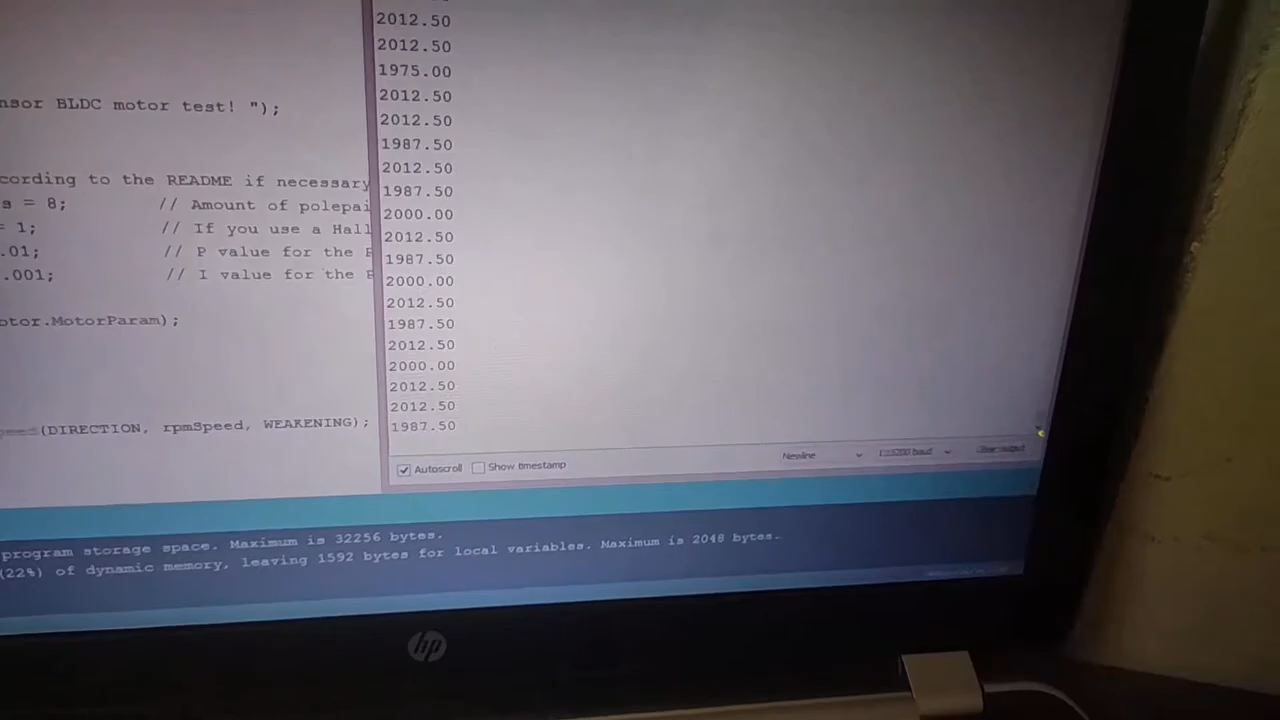 nsor BLDC motor test! ");
cording to the README if necessary
s = 8; // Amount of polepai
= 1; // If you use a Hall
.01; // P value for the
.001; // I value for the
otor.MotorParam);
(DIRECTION, rpmSpeed, WEAKENING);
2012.50
2012.50
1975.00
2012.50
2012.50
1987.50
2012.50
1987.50
2000.00
2012.50
1987.50
2000.00
2012.50
1987.50
2012.50
2000.00
2012.50
2012.50
1987.50
Autoscroll Show timestamp Newline baud Clear output
program storage space. Maximum is 32256 bytes.
(22%) of dynamic memory, leaving 1592 bytes for local variables. Maximum is 2048 bytes.
hp